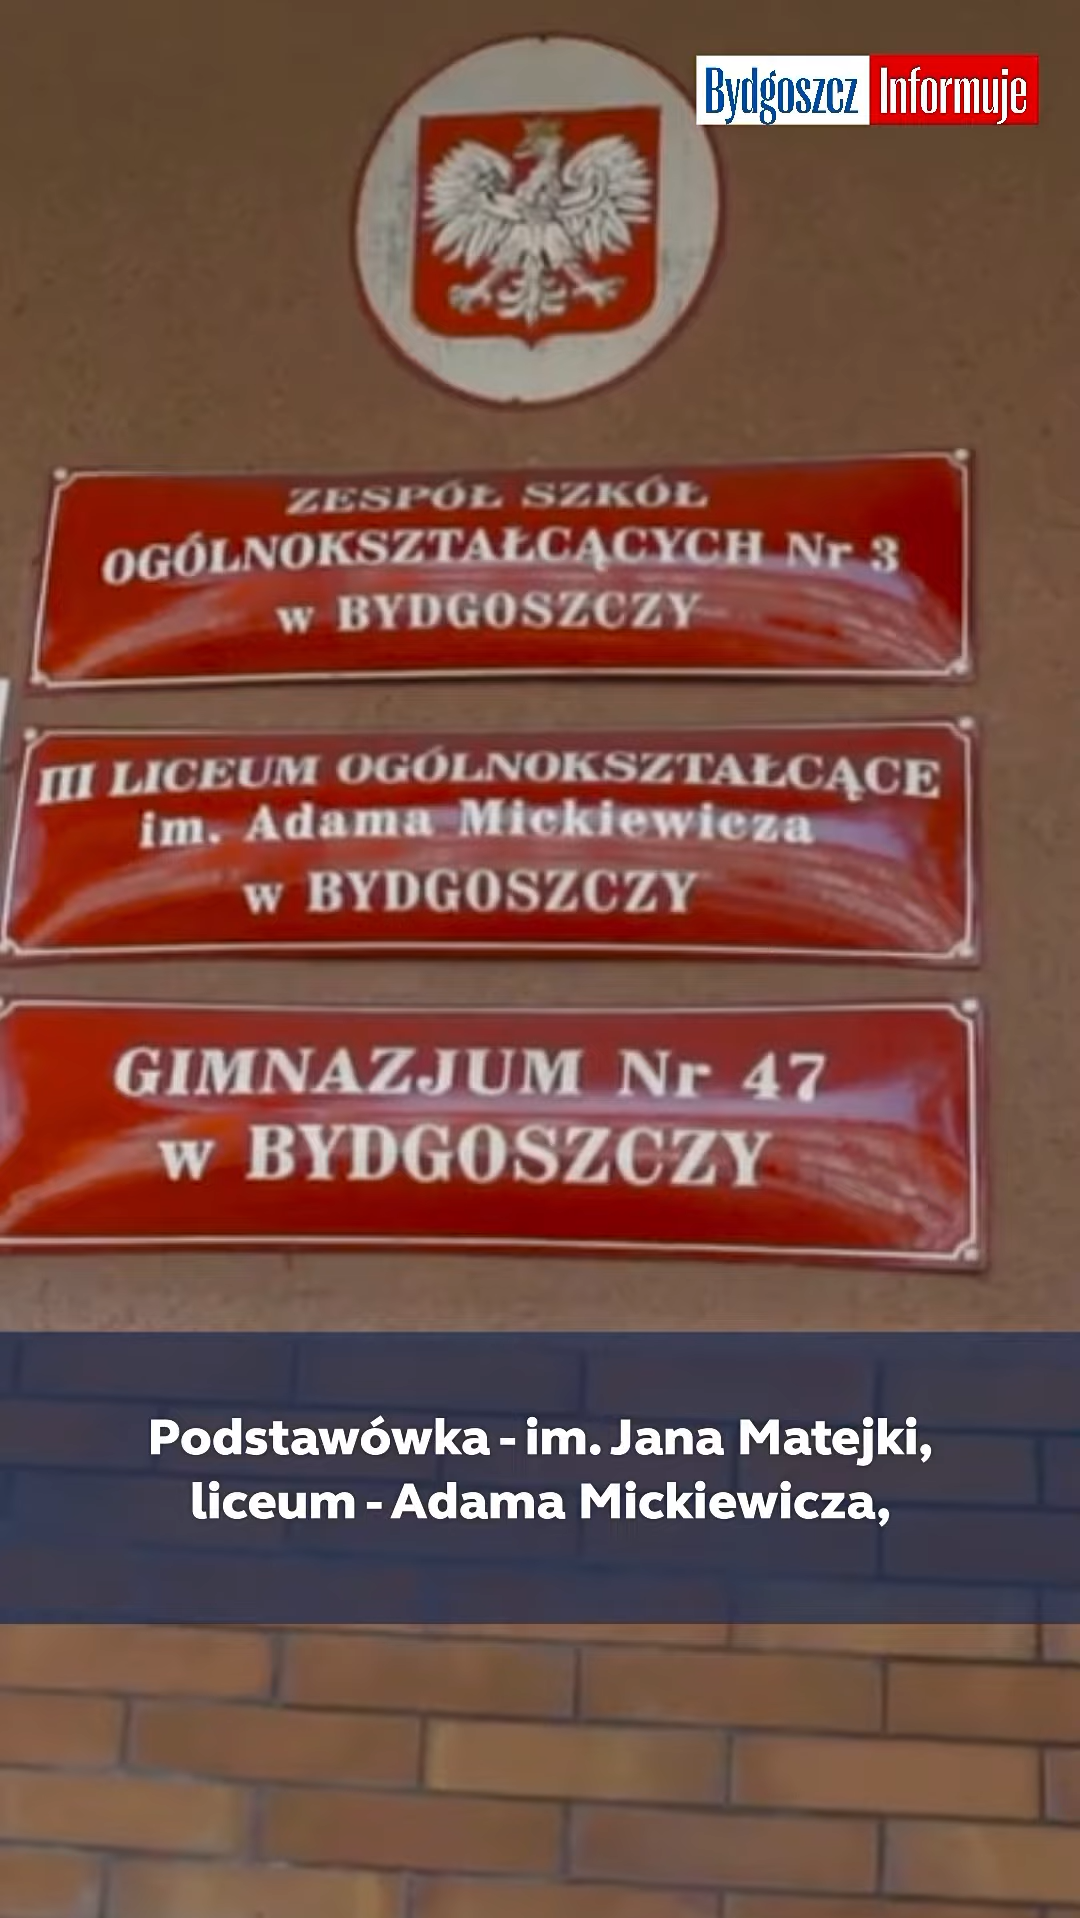 Bydgoszcz Informuje
ZESPÓŁ SZKÓŁ
OGÓLNOKSZTAŁCĄCYCH Nr 3
w BYDGOSZCZY
III LICEUM OGÓLNOKSZTAŁCĄCE
im. Adama Mickiewicza
w BYDGOSZCZY
GIMNAZJUM Nr 47
w BYDGOSZCZY
Podstawówka - im. Jana Matejki,
liceum - Adama Mickiewicza,